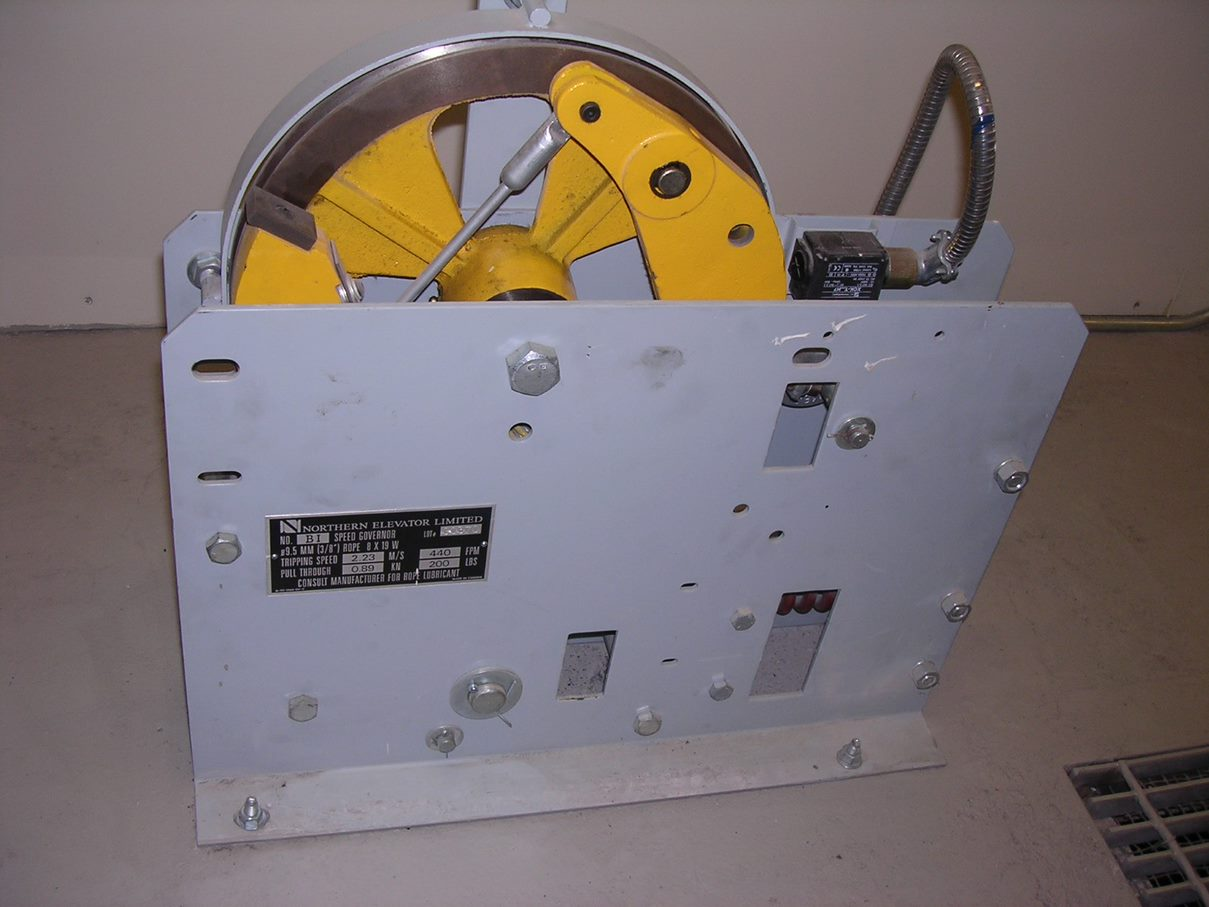 NORTHERN ELEVATOR LIMITED
NO. BI SPEED GOVERNOR LOT#
ø9.5 MM (3/8") ROPE 8 X 19 W
TRIPPING SPEED 2.23 M/S 440 FPM
PULL THROUGH 0.89 KN 200 LBS
CONSULT MANUFACTURER FOR ROPE LUBRICANT